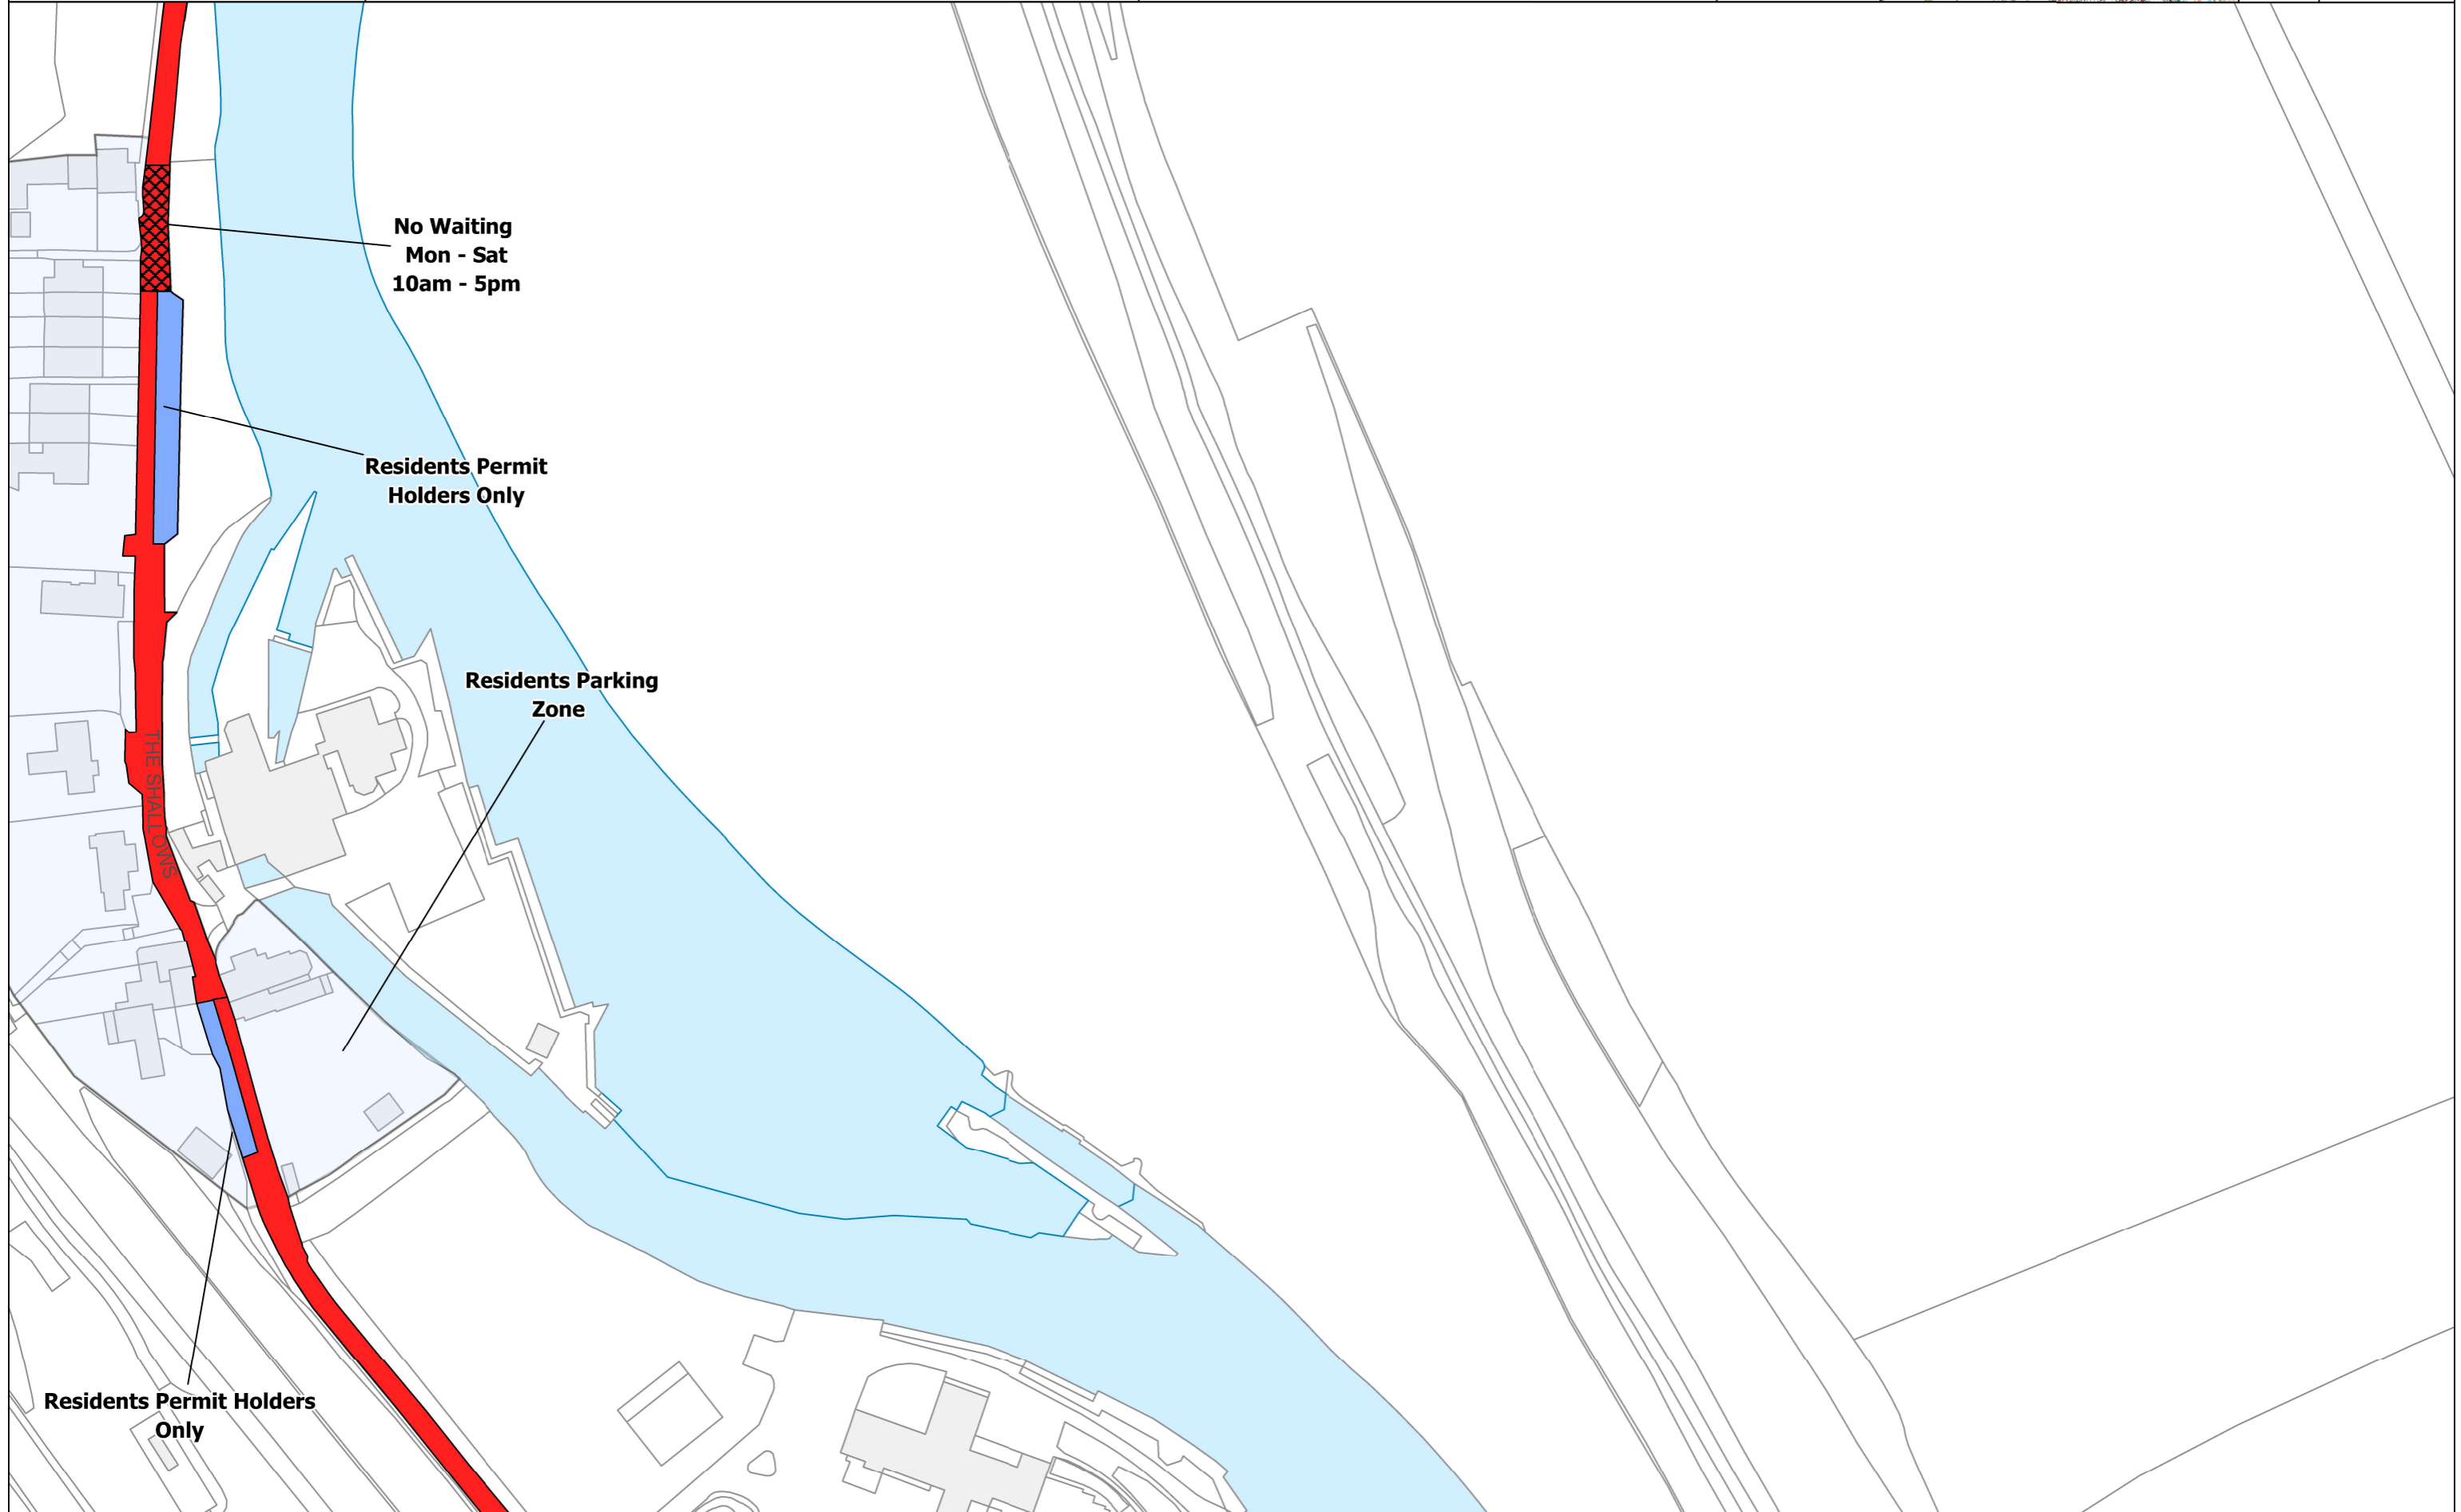 No Waiting
Mon - Sat
10am - 5pm
Residents Permit
Holders Only
Residents Parking
Zone
THE SHALLOWS
Residents Permit Holders
Only